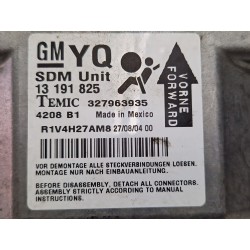 GM YQ
SDM Unit
13 191 825
TEMIC 327963935
4208 B1 Made in Mexico
R1V4H27AM8 27/08/04 00
VORNE
FORWARD
VOR DEMONTAGE ALLE STECKVERBINDUNGEN LOESEN.
MONTAGE NUR NACH EINBAUANLEITUNG.
BEFORE DISASSEMBLY, DETACH ALL CONNECTORS.
ASSEMBLY STRICTLY ACCORDING TO MANUAL
INSTRUCTIONS.